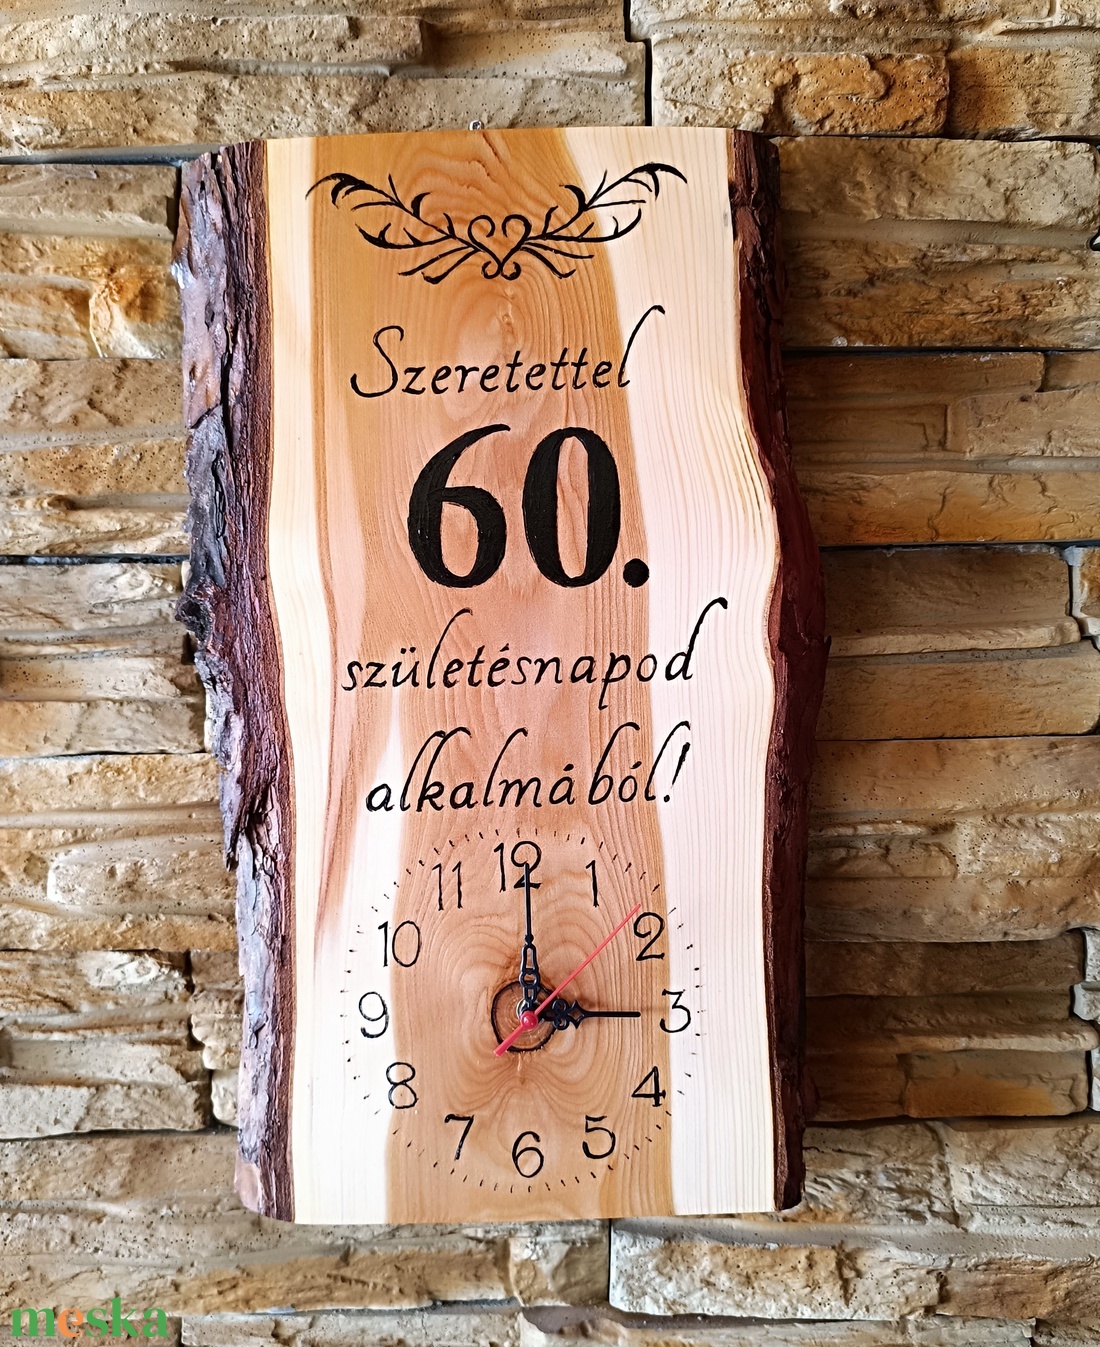 Szeretettel
60.
születésnapod
alkalmából!
12
11 1
10 2
9 3
8 4
7 5
6
meska